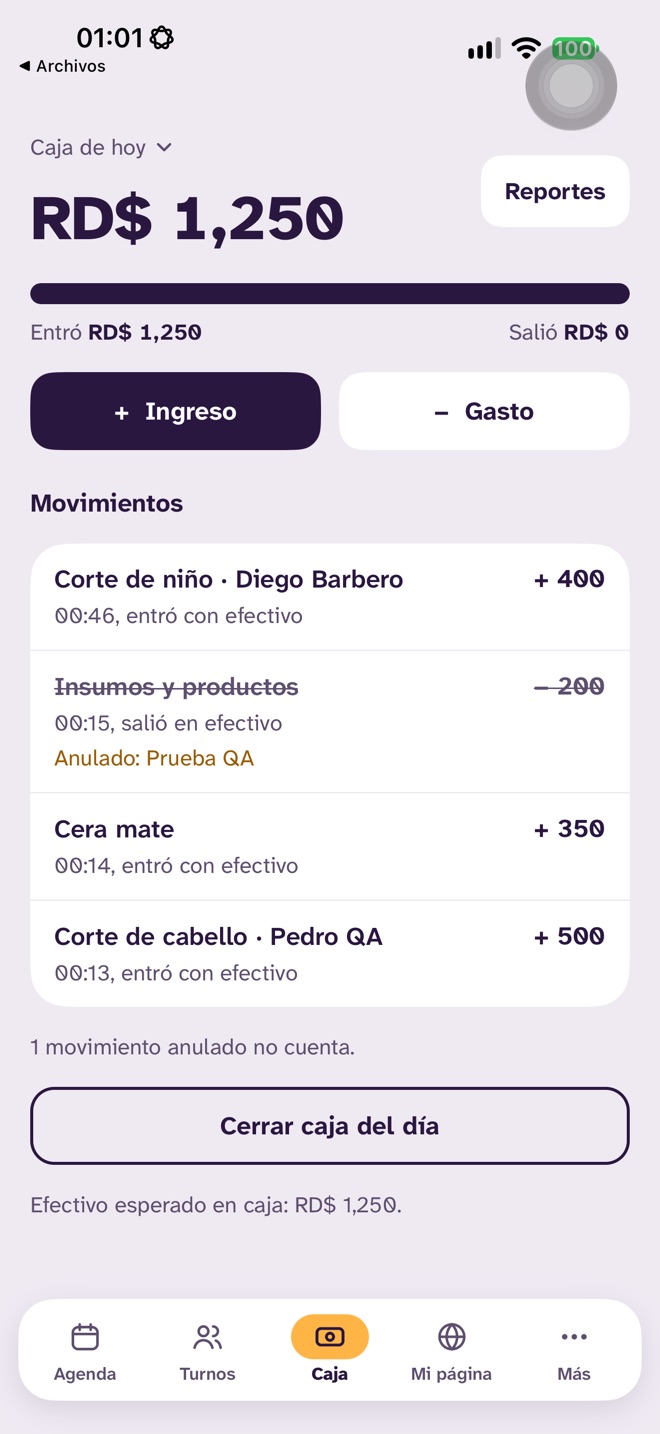 01:01
100
◀ Archivos
Caja de hoy
RD$ 1,250
Reportes
Entró RD$ 1,250
Salió RD$ 0
+ Ingreso
– Gasto
Movimientos
Corte de niño · Diego Barbero
+ 400
00:46, entró con efectivo
Insumos y productos
– 200
00:15, salió en efectivo
Anulado: Prueba QA
Cera mate
+ 350
00:14, entró con efectivo
Corte de cabello · Pedro QA
+ 500
00:13, entró con efectivo
1 movimiento anulado no cuenta.
Cerrar caja del día
Efectivo esperado en caja: RD$ 1,250.
Agenda
Turnos
Caja
Mi página
Más